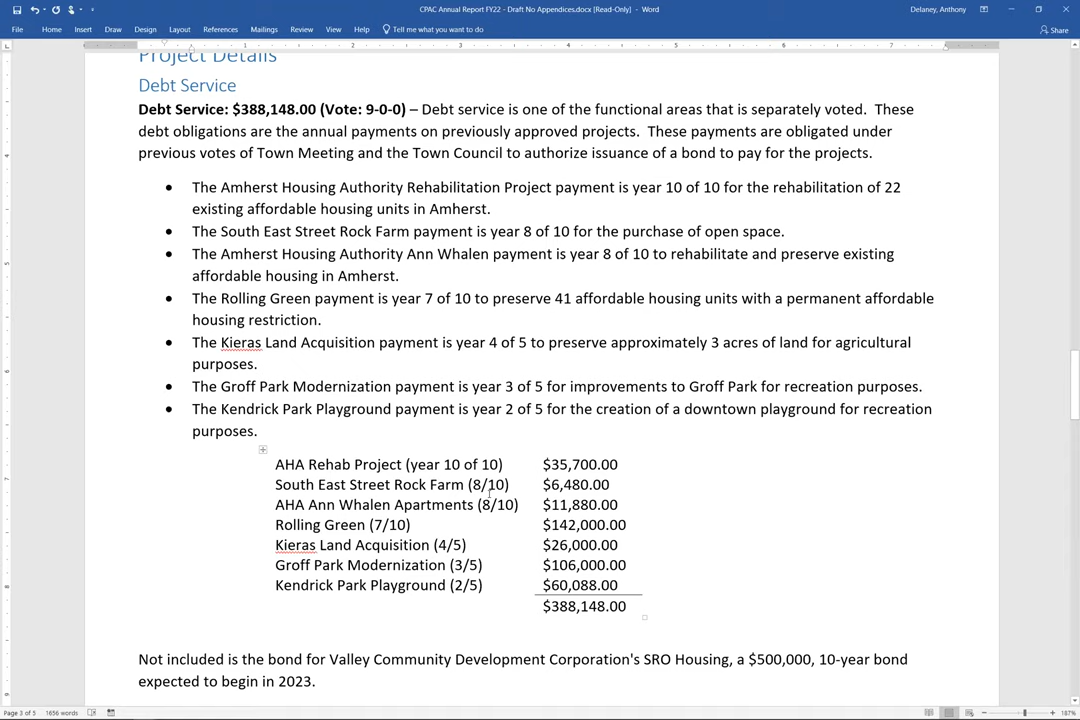 CPAC Annual Report FY22 - Draft No Appendices.docx [Read-Only] - Word
Delaney, Anthony
File Home Insert Draw Design Layout References Mailings Review View Help Tell me what you want to do Share
1 2 3 4 5 6 7
Project Details
Debt Service
Debt Service: $388,148.00 (Vote: 9-0-0) – Debt service is one of the functional areas that is separately voted. These
debt obligations are the annual payments on previously approved projects. These payments are obligated under
previous votes of Town Meeting and the Town Council to authorize issuance of a bond to pay for the projects.
• The Amherst Housing Authority Rehabilitation Project payment is year 10 of 10 for the rehabilitation of 22
existing affordable housing units in Amherst.
• The South East Street Rock Farm payment is year 8 of 10 for the purchase of open space.
• The Amherst Housing Authority Ann Whalen payment is year 8 of 10 to rehabilitate and preserve existing
affordable housing in Amherst.
• The Rolling Green payment is year 7 of 10 to preserve 41 affordable housing units with a permanent affordable
housing restriction.
• The Kieras Land Acquisition payment is year 4 of 5 to preserve approximately 3 acres of land for agricultural
purposes.
• The Groff Park Modernization payment is year 3 of 5 for improvements to Groff Park for recreation purposes.
• The Kendrick Park Playground payment is year 2 of 5 for the creation of a downtown playground for recreation
purposes.
AHA Rehab Project (year 10 of 10) $35,700.00
South East Street Rock Farm (8/10) $6,480.00
AHA Ann Whalen Apartments (8/10) $11,880.00
Rolling Green (7/10) $142,000.00
Kieras Land Acquisition (4/5) $26,000.00
Groff Park Modernization (3/5) $106,000.00
Kendrick Park Playground (2/5) $60,088.00
$388,148.00
Not included is the bond for Valley Community Development Corporation's SRO Housing, a $500,000, 10-year bond
expected to begin in 2023.
Page 3 of 5 1656 words 187%